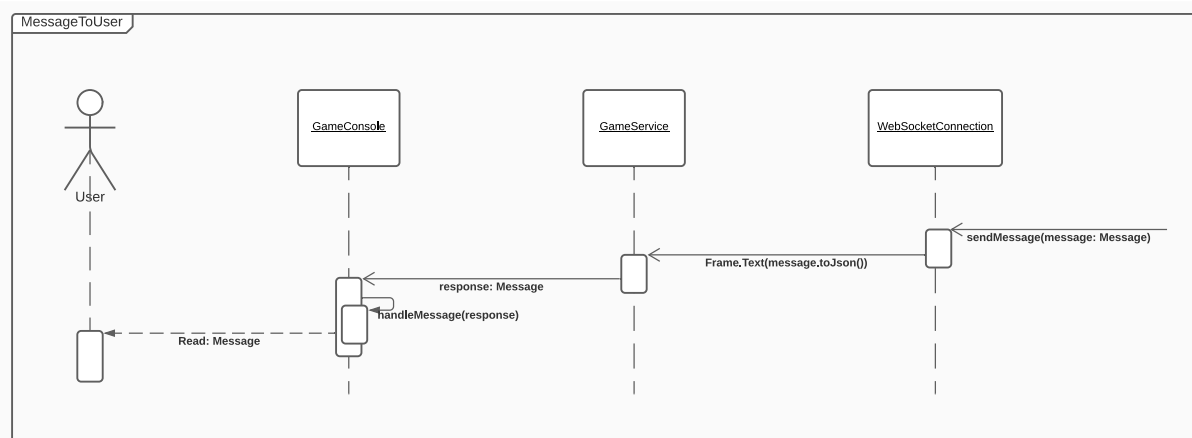 MessageToUser
GameConsole
GameService
WebSocketConnection
User
sendMessage(message: Message)
Frame.Text(message.toJson())
response: Message
handleMessage(response)
Read: Message